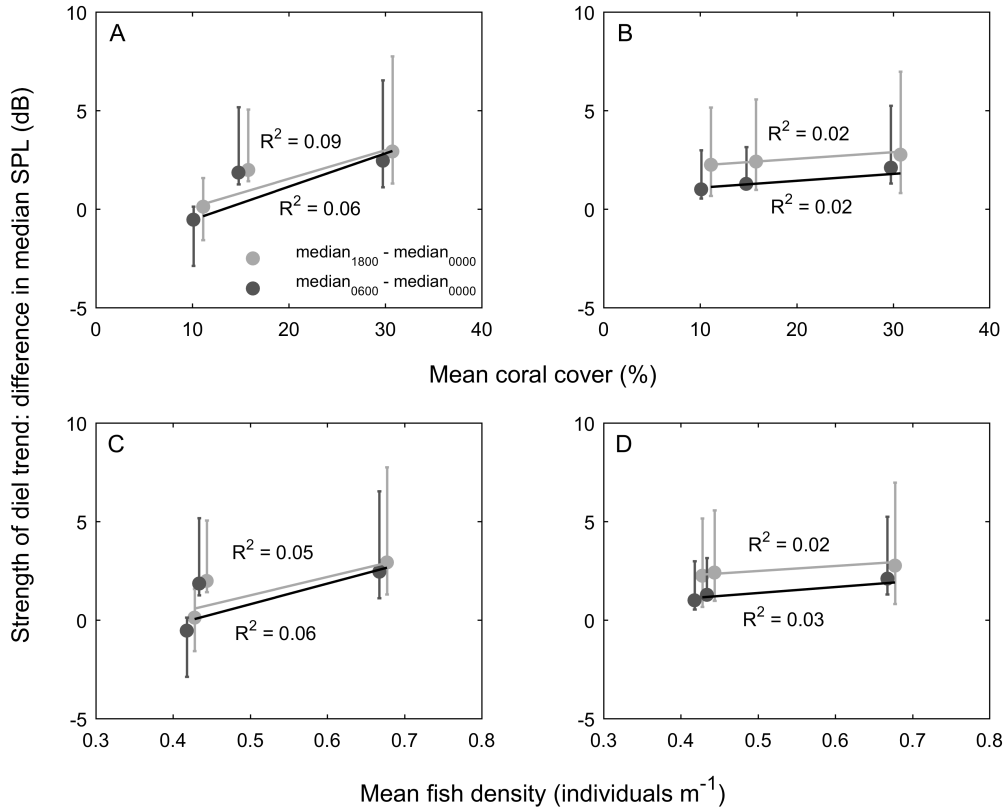 Strength of diel trend: difference in median SPL (dB)
A
10
5
0
-5
R² = 0.09
R² = 0.06
median₁₈₀₀ - median₀₀₀₀
median₀₆₀₀ - median₀₀₀₀
0 10 20 30 40
B
10
5
0
-5
R² = 0.02
R² = 0.02
0 10 20 30 40
Mean coral cover (%)
C
10
5
0
-5
R² = 0.05
R² = 0.06
0.3 0.4 0.5 0.6 0.7 0.8
D
10
5
0
-5
R² = 0.02
R² = 0.03
0.3 0.4 0.5 0.6 0.7 0.8
Mean fish density (individuals m⁻¹)